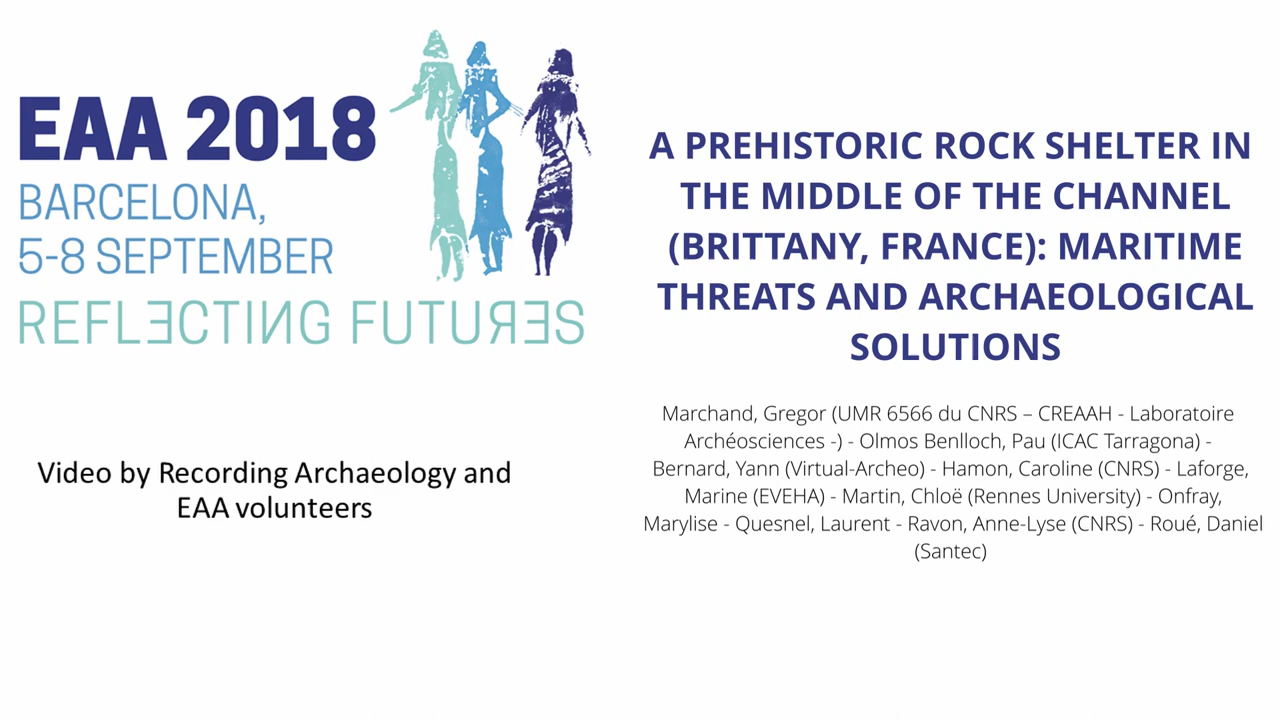 EAA 2018
BARCELONA,
5-8 SEPTEMBER
REFLECTING FUTURES
Video by Recording Archaeology and
EAA volunteers
A PREHISTORIC ROCK SHELTER IN
THE MIDDLE OF THE CHANNEL
(BRITTANY, FRANCE): MARITIME
THREATS AND ARCHAEOLOGICAL
SOLUTIONS
Marchand, Gregor (UMR 6566 du CNRS – CREAAH - Laboratoire
Archéosciences -) - Olmos Benlloch, Pau (ICAC Tarragona) -
Bernard, Yann (Virtual-Archeo) - Hamon, Caroline (CNRS) - Laforge,
Marine (EVEHA) - Martin, Chloë (Rennes University) - Onfray,
Marylise - Quesnel, Laurent - Ravon, Anne-Lyse (CNRS) - Roué, Daniel
(Santec)